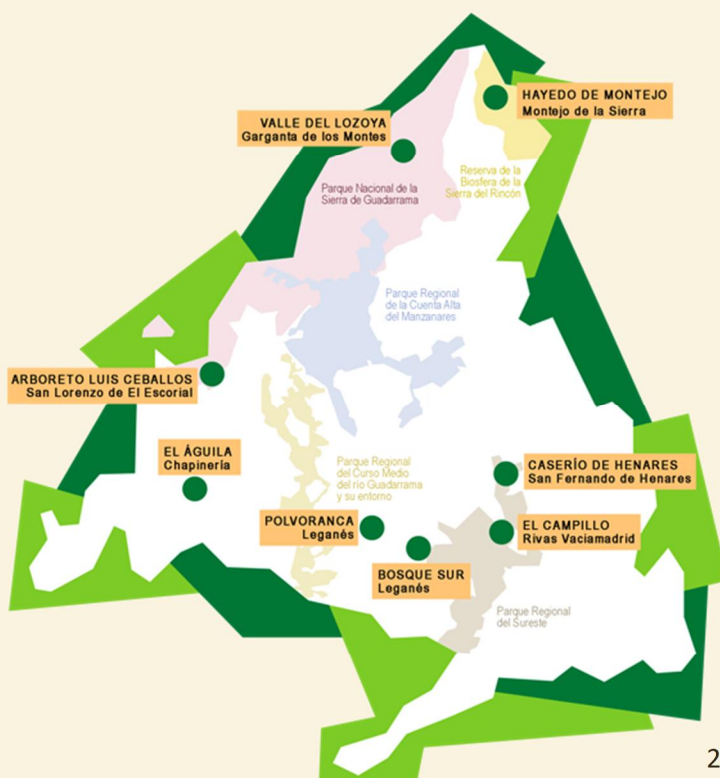 HAYEDO DE MONTEJO
Montejo de la Sierra
VALLE DEL LOZOYA
Garganta de los Montes
Parque Nacional de la
Sierra de Guadarrama
Reserva de la
Biosfera de la
Sierra del Rincón
Parque Regional
de la Cuenta Alta
del Manzanares
ARBORETO LUIS CEBALLOS
San Lorenzo de El Escorial
EL ÁGUILA
Chapinería
Parque Regional
del Curso Medio
del río Guadarrama
y su entorno
CASERÍO DE HENARES
San Fernando de Henares
POLVORANCA
Leganés
EL CAMPILLO
Rivas Vaciamadrid
BOSQUE SUR
Leganés
Parque Regional
del Sureste
2